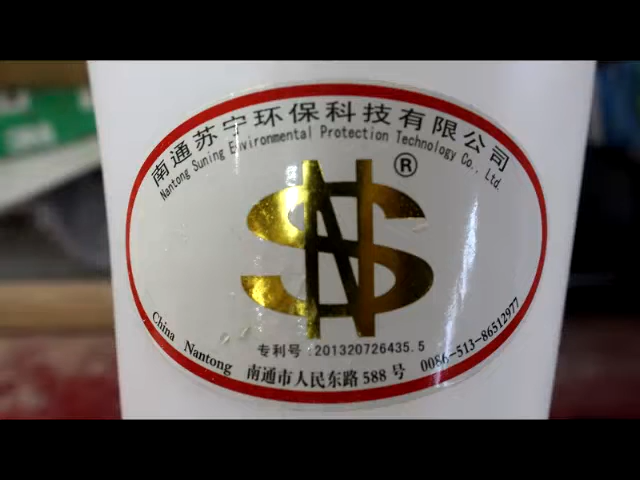 南通苏宁环保科技有限公司
Nantong Suning Environmental Protection Technology Co., Ltd.
®
专利号:201320726435.5
China Nantong 南通市人民东路588号 0086-513-86512977